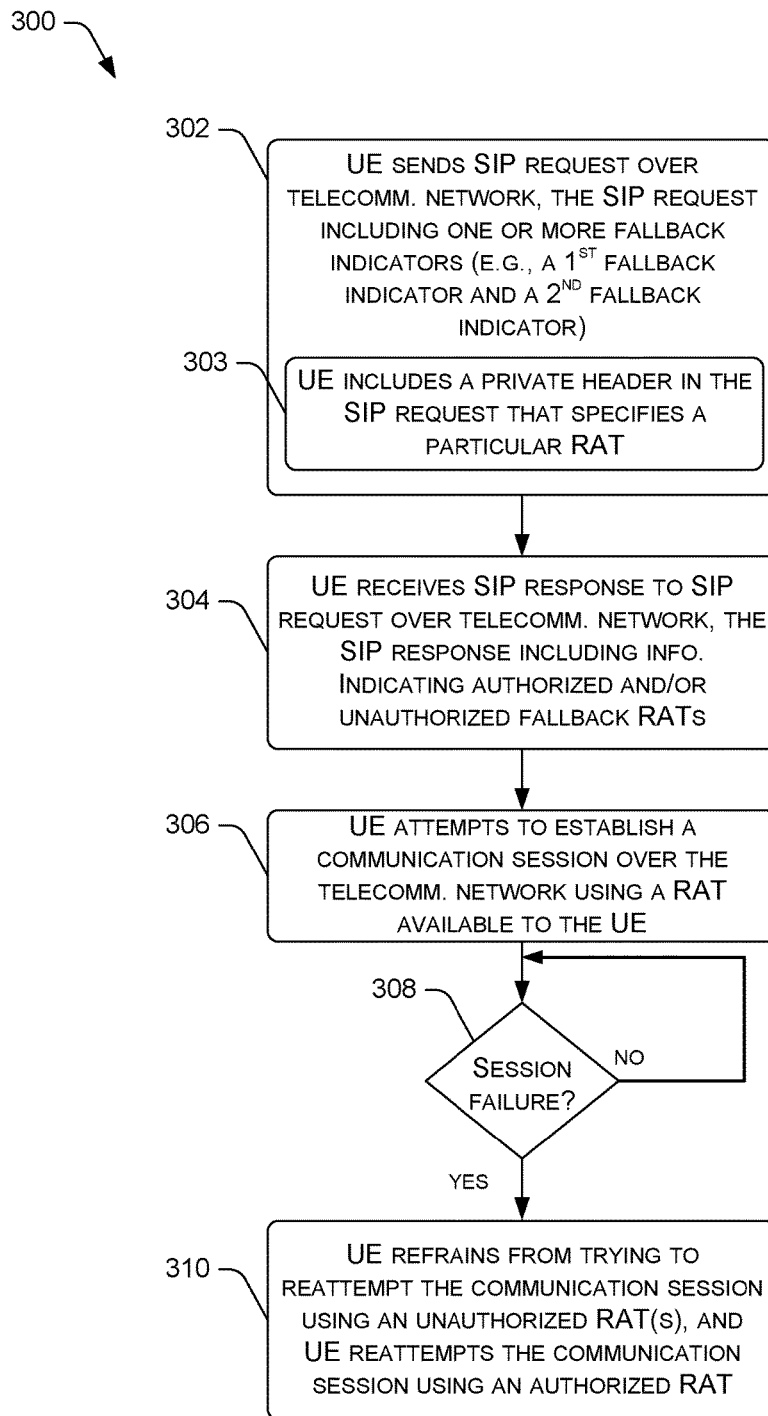 300
302
UE SENDS SIP REQUEST OVER
TELECOMM. NETWORK, THE SIP REQUEST
INCLUDING ONE OR MORE FALLBACK
INDICATORS (E.G., A 1ST FALLBACK
INDICATOR AND A 2ND FALLBACK
INDICATOR)
303
UE INCLUDES A PRIVATE HEADER IN THE
SIP REQUEST THAT SPECIFIES A
PARTICULAR RAT
304
UE RECEIVES SIP RESPONSE TO SIP
REQUEST OVER TELECOMM. NETWORK, THE
SIP RESPONSE INCLUDING INFO.
INDICATING AUTHORIZED AND/OR
UNAUTHORIZED FALLBACK RATS
306
UE ATTEMPTS TO ESTABLISH A
COMMUNICATION SESSION OVER THE
TELECOMM. NETWORK USING A RAT
AVAILABLE TO THE UE
308
SESSION
FAILURE?
NO
YES
310
UE REFRAINS FROM TRYING TO
REATTEMPT THE COMMUNICATION SESSION
USING AN UNAUTHORIZED RAT(S), AND
UE REATTEMPTS THE COMMUNICATION
SESSION USING AN AUTHORIZED RAT